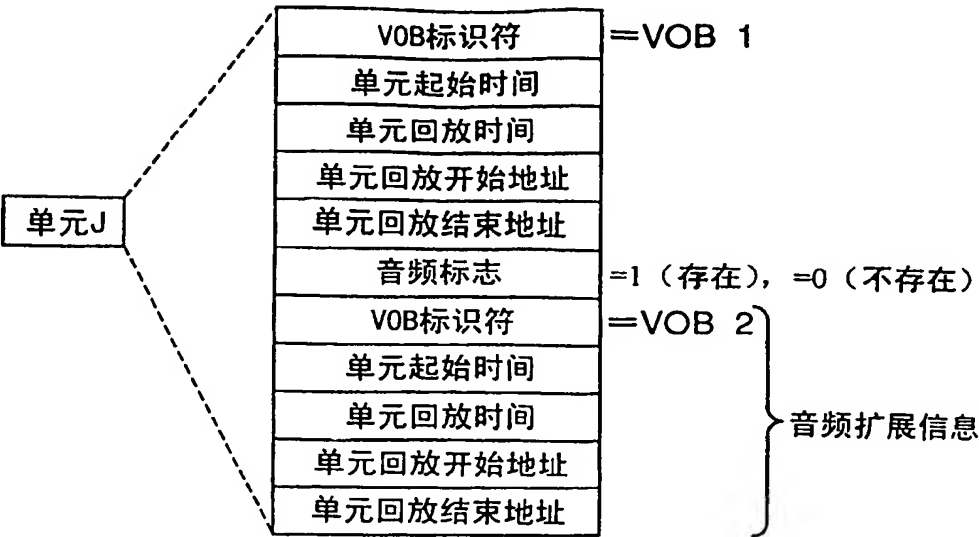 VOB标识符 =VOB 1
单元起始时间
单元回放时间
单元回放开始地址
单元J
单元回放结束地址
音频标志 =1（存在），=0（不存在）
VOB标识符 =VOB 2
单元起始时间
单元回放时间
音频扩展信息
单元回放开始地址
单元回放结束地址